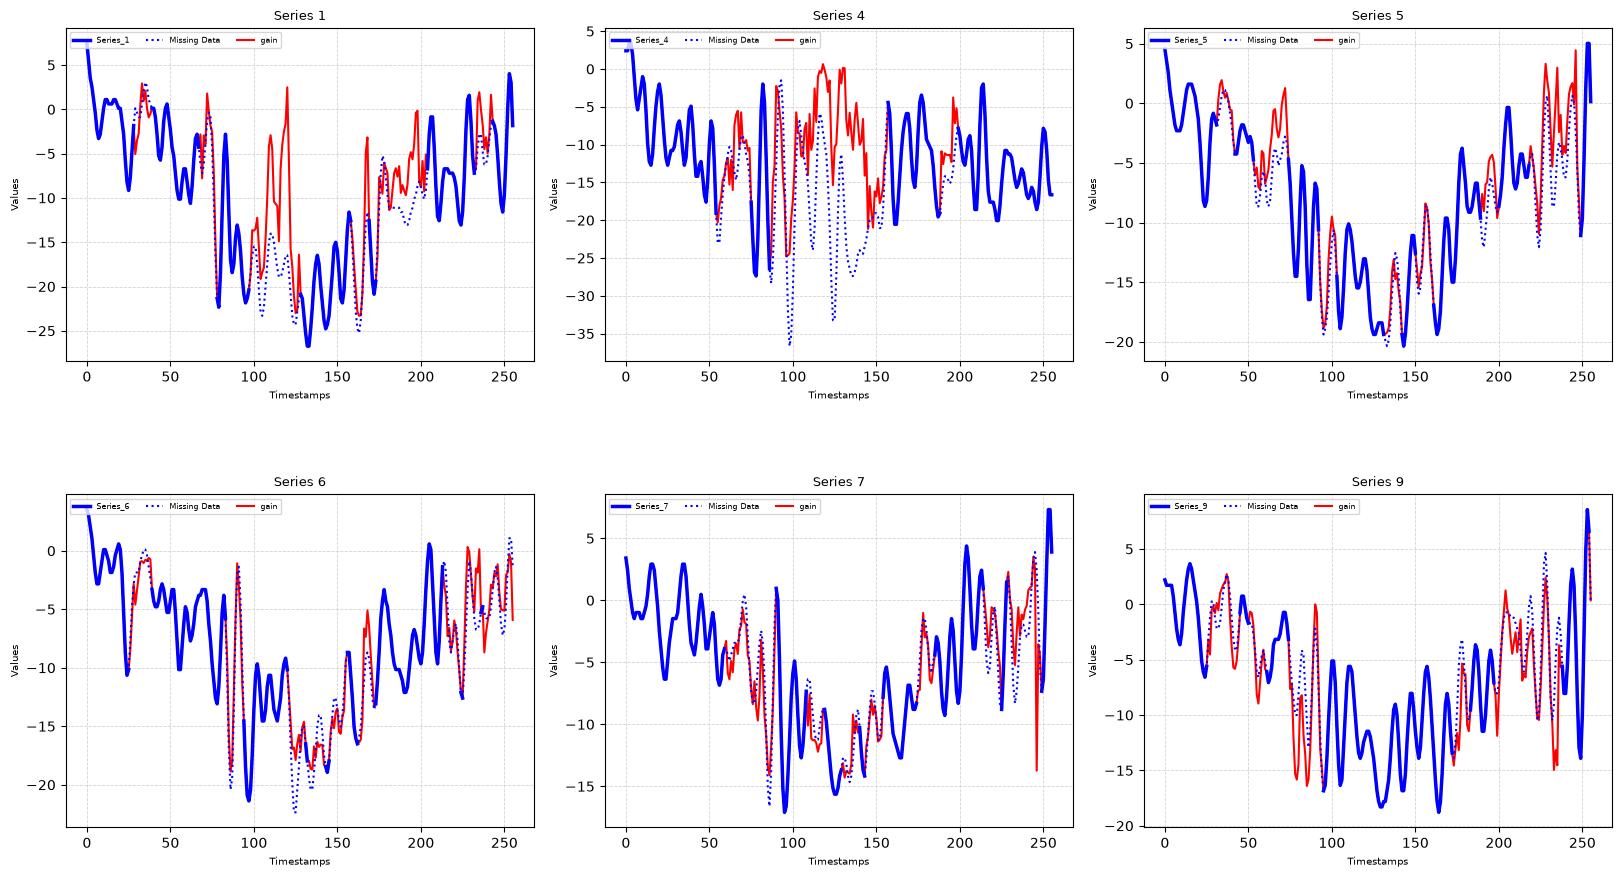 Series 1
Series_1 Missing Data gain
Values
5
0
−5
−10
−15
−20
−25
0 50 100 150 200 250
Timestamps
Series 4
Series_4 Missing Data gain
Values
5
0
−5
−10
−15
−20
−25
−30
−35
0 50 100 150 200 250
Timestamps
Series 5
Series_5 Missing Data gain
Values
5
0
−5
−10
−15
−20
0 50 100 150 200 250
Timestamps
Series 6
Series_6 Missing Data gain
Values
0
−5
−10
−15
−20
0 50 100 150 200 250
Timestamps
Series 7
Series_7 Missing Data gain
Values
5
0
−5
−10
−15
0 50 100 150 200 250
Timestamps
Series 9
Series_9 Missing Data gain
Values
5
0
−5
−10
−15
−20
0 50 100 150 200 250
Timestamps